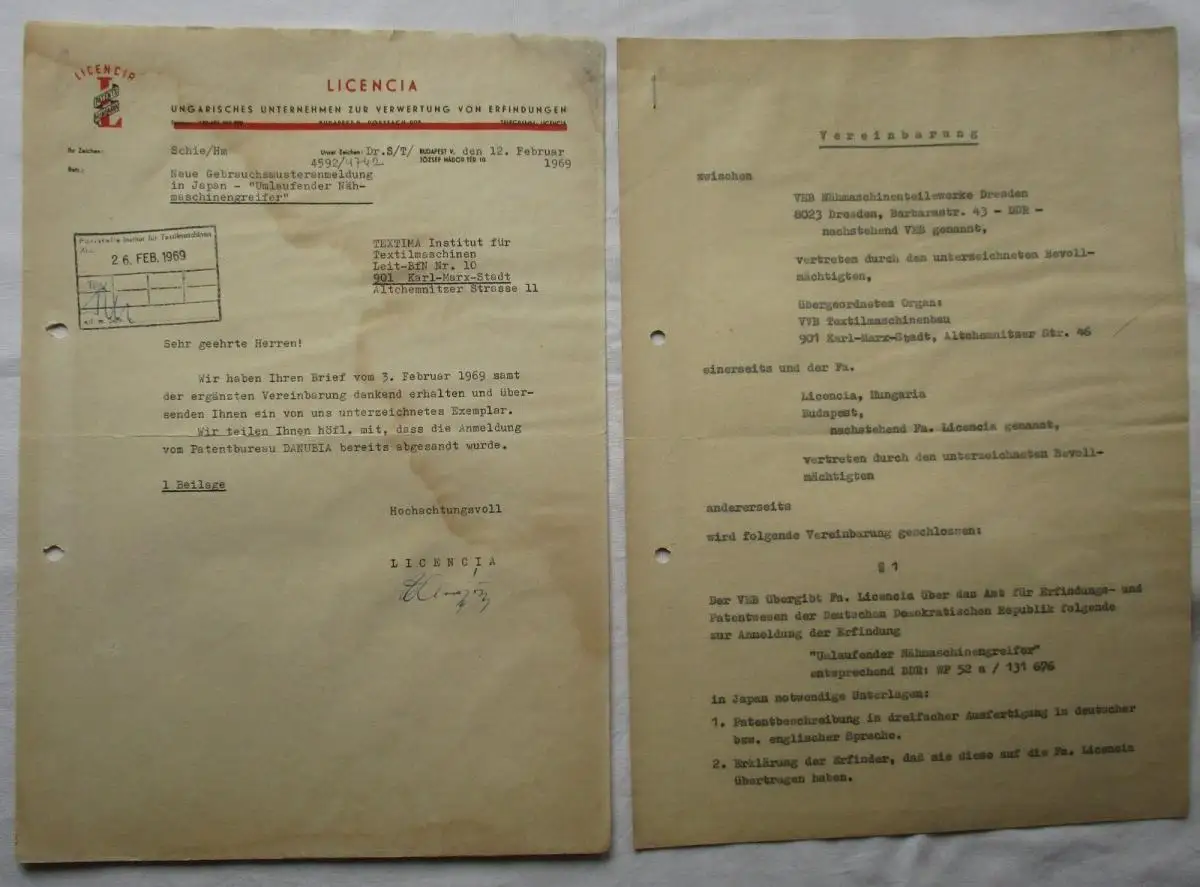 LICENCIA
LICENCIA
UNGARISCHES UNTERNEHMEN ZUR VERWERTUNG VON ERFINDUNGEN
Ihr Zeichen: Schie/Hm Unser Zeichen: Dr.S/T/ BUDAPEST V. den 12. Februar
4592/4742 JÓZSEF NÁDOR TÉR 10. 1969
Betr.: Neue Gebrauchsmusteranmeldung
in Japan - "Umlaufender Näh-
maschinengreifer"
Institut für Textilmaschinen
26. FEB. 1969
TEXTIMA Institut für
Textilmaschinen
Leit-BfN Nr. 10
901 Karl-Marx-Stadt
Altchemnitzer Strasse 11
Sehr geehrte Herren!
Wir haben Ihren Brief vom 3. Februar 1969 samt
der ergänzten Vereinbarung dankend erhalten und über-
senden Ihnen ein von uns unterzeichnetes Exemplar.
Wir teilen Ihnen höfl. mit, dass die Anmeldung
vom Patentbureau DANUBIA bereits abgesandt wurde.
1 Beilage
Hochachtungsvoll
LICENCIA
Vereinbarung
zwischen
VEB Nähmaschinenteilewerke Dresden
8023 Dresden, Barbarastr. 43 - DDR -
nachstehend VEB genannt,
vertreten durch den unterzeichneten Bevoll-
mächtigten,
Übergeordnetes Organ:
VVB Textilmaschinenbau
901 Karl-Marx-Stadt, Altchemnitzer Str. 46
einerseits und der Fa.
Licencia, Hungaria
Budapest,
nachstehend Fa. Licencia genannt,
vertreten durch den unterzeichneten Bevoll-
mächtigten
andererseits
wird folgende Vereinbarung geschlossen:
§ 1
Der VEB übergibt Fa. Licencia über das Amt für Erfindungs- und
Patentwesen der Deutschen Demokratischen Republik folgende
zur Anmeldung der Erfindung
"Umlaufender Nähmaschinengreifer"
entsprechend DDR: WP 52 a / 131 676
in Japan notwendige Unterlagen:
1. Patentbeschreibung in dreifacher Ausfertigung in deutscher
bzw. englischer Sprache.
2. Erklärung der Erfinder, daß sie diese auf die Fa. Licencia
übertragen haben.